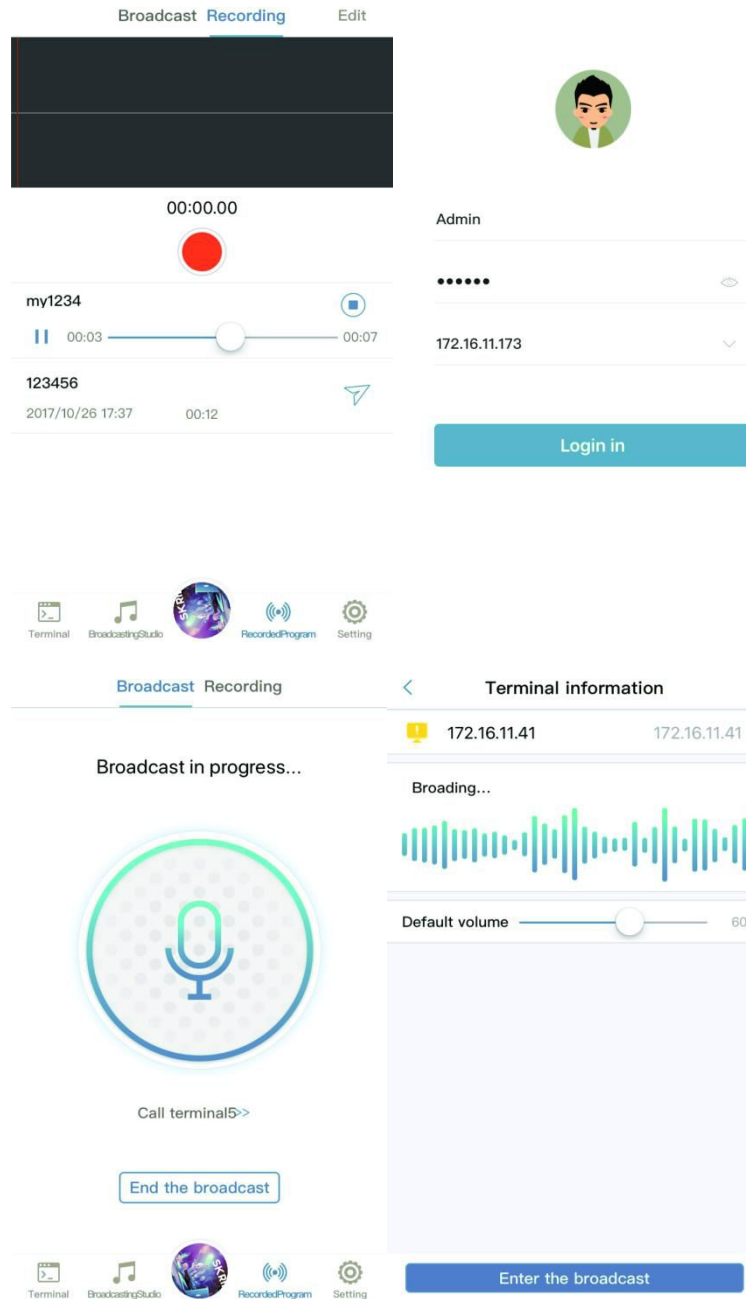 Broadcast Recording Edit
00:00.00
my1234
00:03 00:07
123456
2017/10/26 17:37 00:12
Terminal BroadcastingStudio RecordedProgram Setting
Admin
••••••
172.16.11.173
Login in
Broadcast Recording
Broadcast in progress...
Call terminal5>>
End the broadcast
Terminal BroadcastingStudio RecordedProgram Setting
Terminal information
172.16.11.41 172.16.11.41
Broading...
Default volume 60
Enter the broadcast